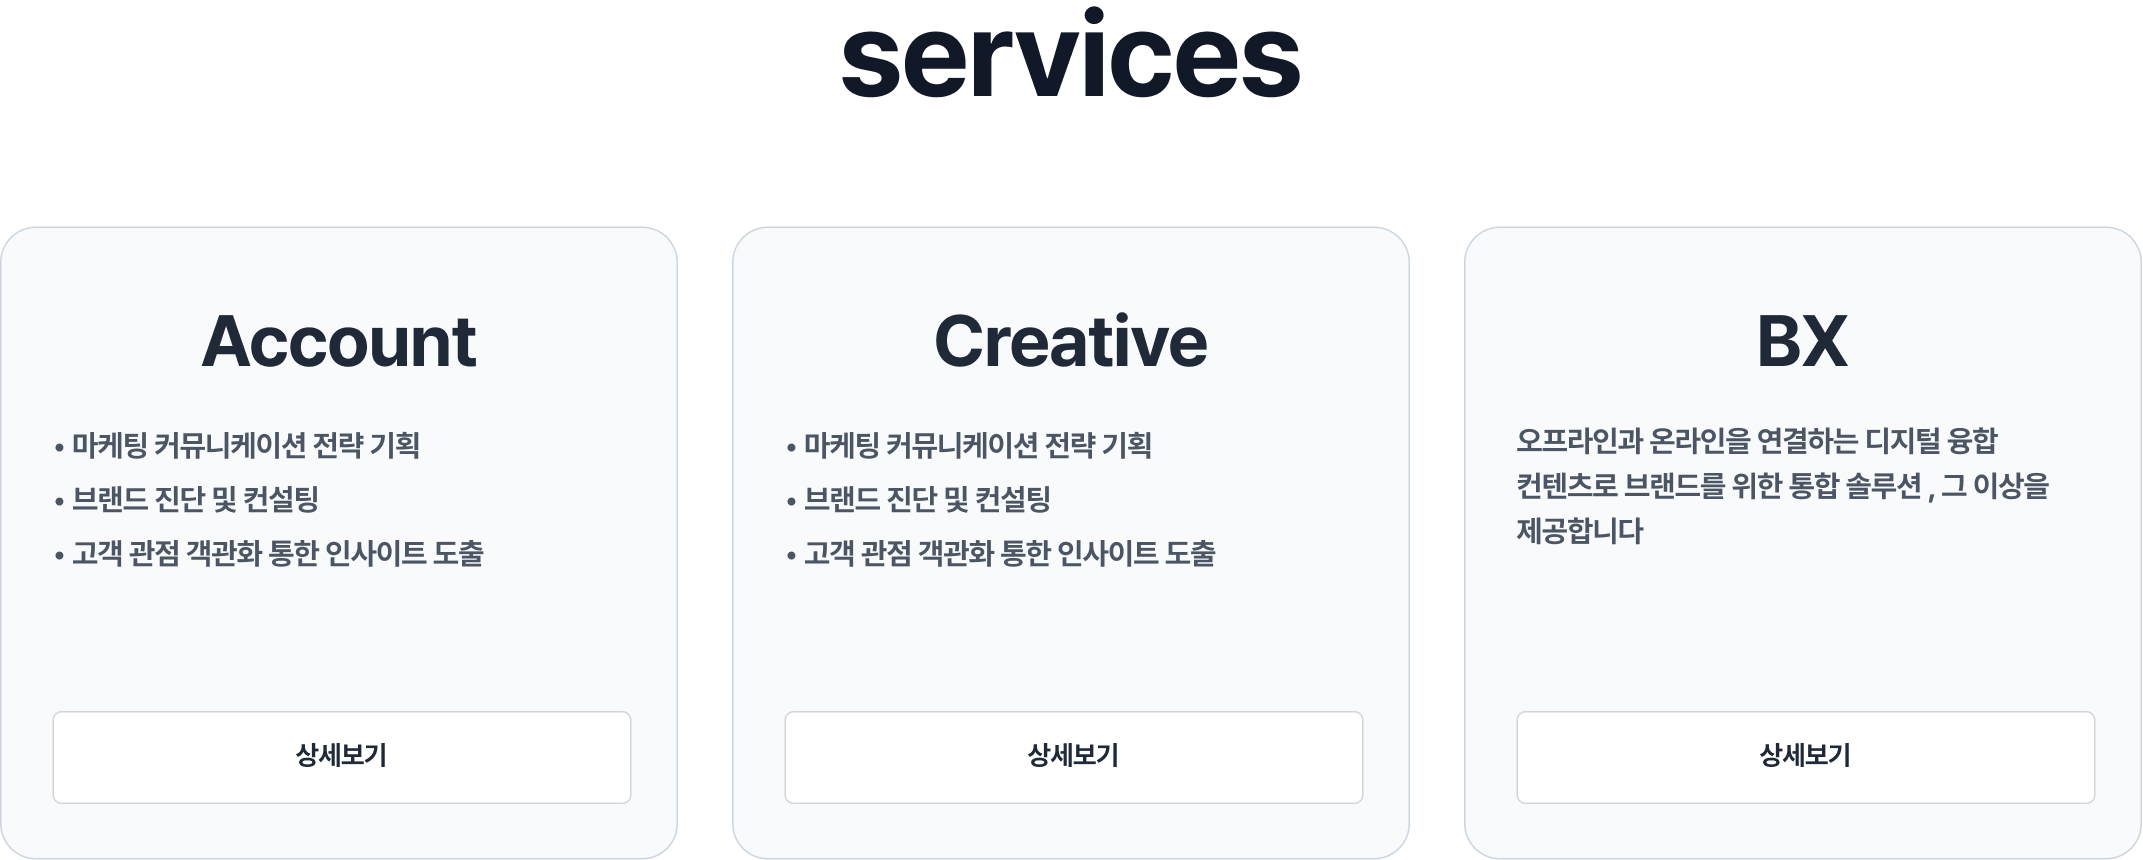 services
Account
• 마케팅 커뮤니케이션 전략 기획
• 브랜드 진단 및 컨설팅
• 고객 관점 객관화 통한 인사이트 도출
상세보기
Creative
• 마케팅 커뮤니케이션 전략 기획
• 브랜드 진단 및 컨설팅
• 고객 관점 객관화 통한 인사이트 도출
상세보기
BX
오프라인과 온라인을 연결하는 디지털 융합
컨텐츠로 브랜드를 위한 통합 솔루션 , 그 이상을
제공합니다
상세보기